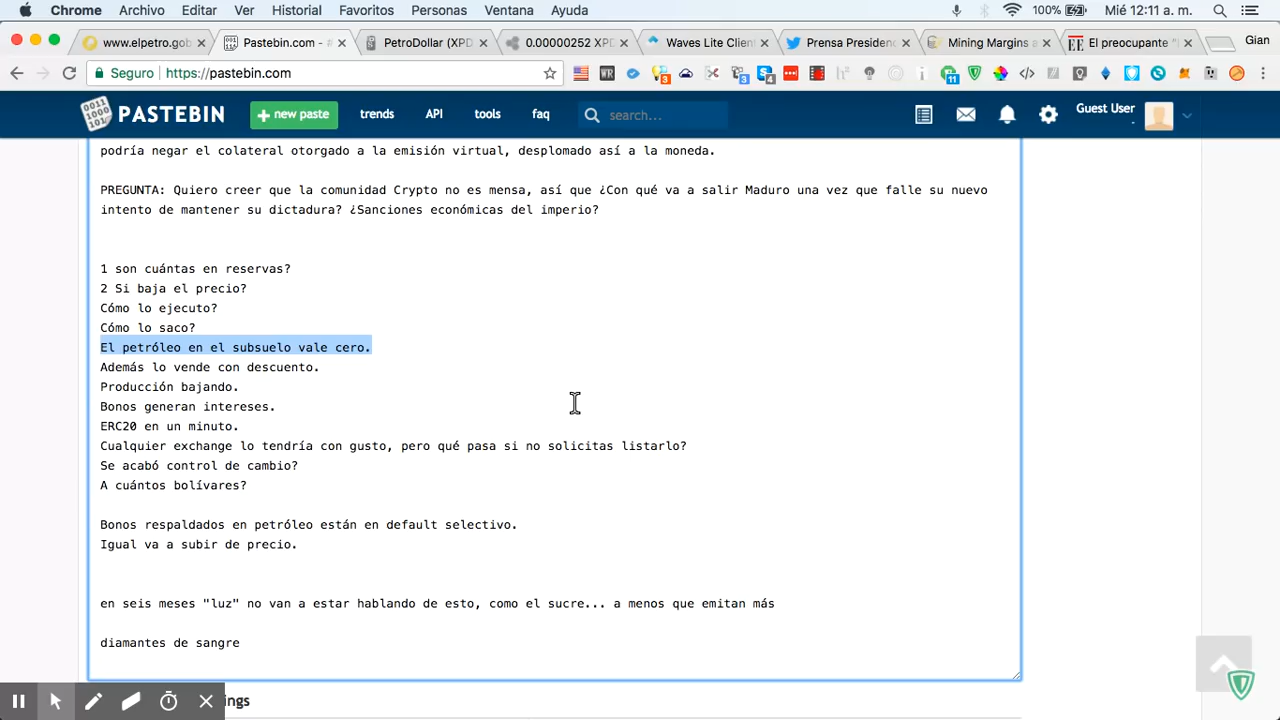 Chrome Archivo Editar Ver Historial Favoritos Personas Ventana Ayuda 100% Mié 12:11 a. m.
www.elpetro.gob Pastebin.com - # PetroDollar (XPD 0.00000252 XPD Waves Lite Clien Prensa Presiden Mining Margins a El preocupante " Gian
Seguro https://pastebin.com
PASTEBIN + new paste trends API tools faq search... Guest User
podría negar el colateral otorgado a la emisión virtual, desplomado así a la moneda.
PREGUNTA: Quiero creer que la comunidad Crypto no es mensa, así que ¿Con qué va a salir Maduro una vez que falle su nuevo
intento de mantener su dictadura? ¿Sanciones económicas del imperio?
1 son cuántas en reservas?
2 Si baja el precio?
Cómo lo ejecuto?
Cómo lo saco?
El petróleo en el subsuelo vale cero.
Además lo vende con descuento.
Producción bajando.
Bonos generan intereses.
ERC20 en un minuto.
Cualquier exchange lo tendría con gusto, pero qué pasa si no solicitas listarlo?
Se acabó control de cambio?
A cuántos bolívares?
Bonos respaldados en petróleo están en default selectivo.
Igual va a subir de precio.
en seis meses "luz" no van a estar hablando de esto, como el sucre... a menos que emitan más
diamantes de sangre
ings